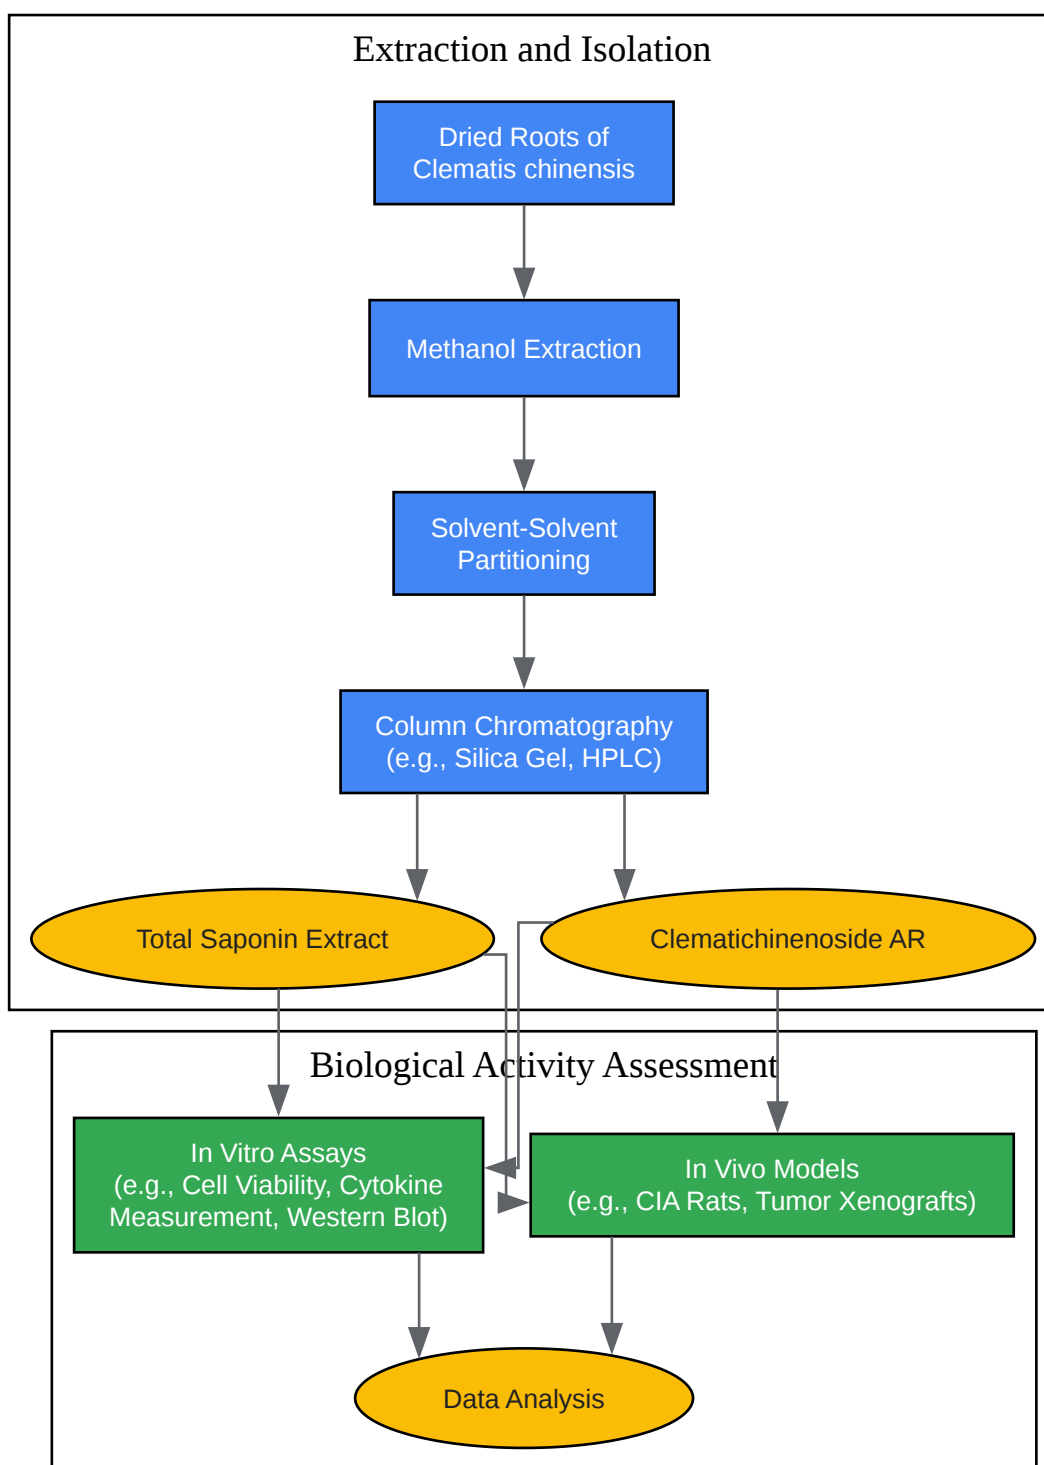 Extraction and Isolation
Dried Roots of
Clematis chinensis
Methanol Extraction
Solvent-Solvent
Partitioning
Column Chromatography
(e.g., Silica Gel, HPLC)
Total Saponin Extract
Clematichinenoside AR
Biological Activity Assessment
In Vitro Assays
(e.g., Cell Viability, Cytokine
Measurement, Western Blot)
In Vivo Models
(e.g., CIA Rats, Tumor Xenografts)
Data Analysis